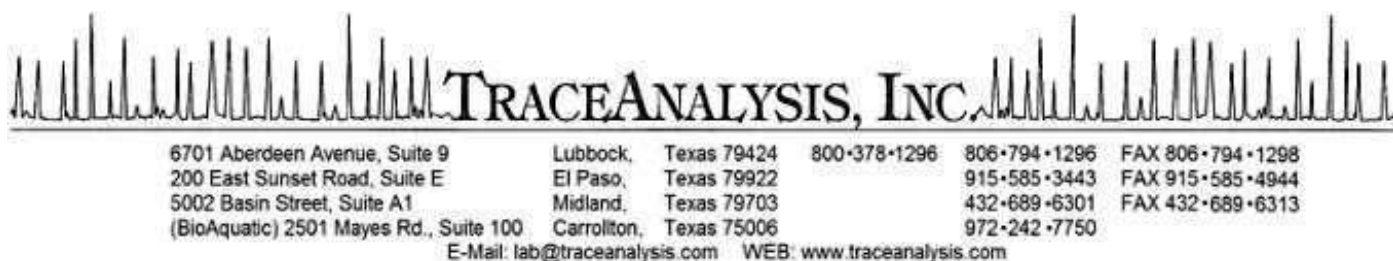 TRACEANALYSIS, INC.
6701 Aberdeen Avenue, Suite 9 Lubbock, Texas 79424 800•378•1296 806•794•1296 FAX 806•794•1298
200 East Sunset Road, Suite E El Paso, Texas 79922 915•585•3443 FAX 915•585•4944
5002 Basin Street, Suite A1 Midland, Texas 79703 432•689•6301 FAX 432•689•6313
(BioAquatic) 2501 Mayes Rd., Suite 100 Carrollton, Texas 75006 972•242•7750
E-Mail: lab@traceanalysis.com WEB: www.traceanalysis.com